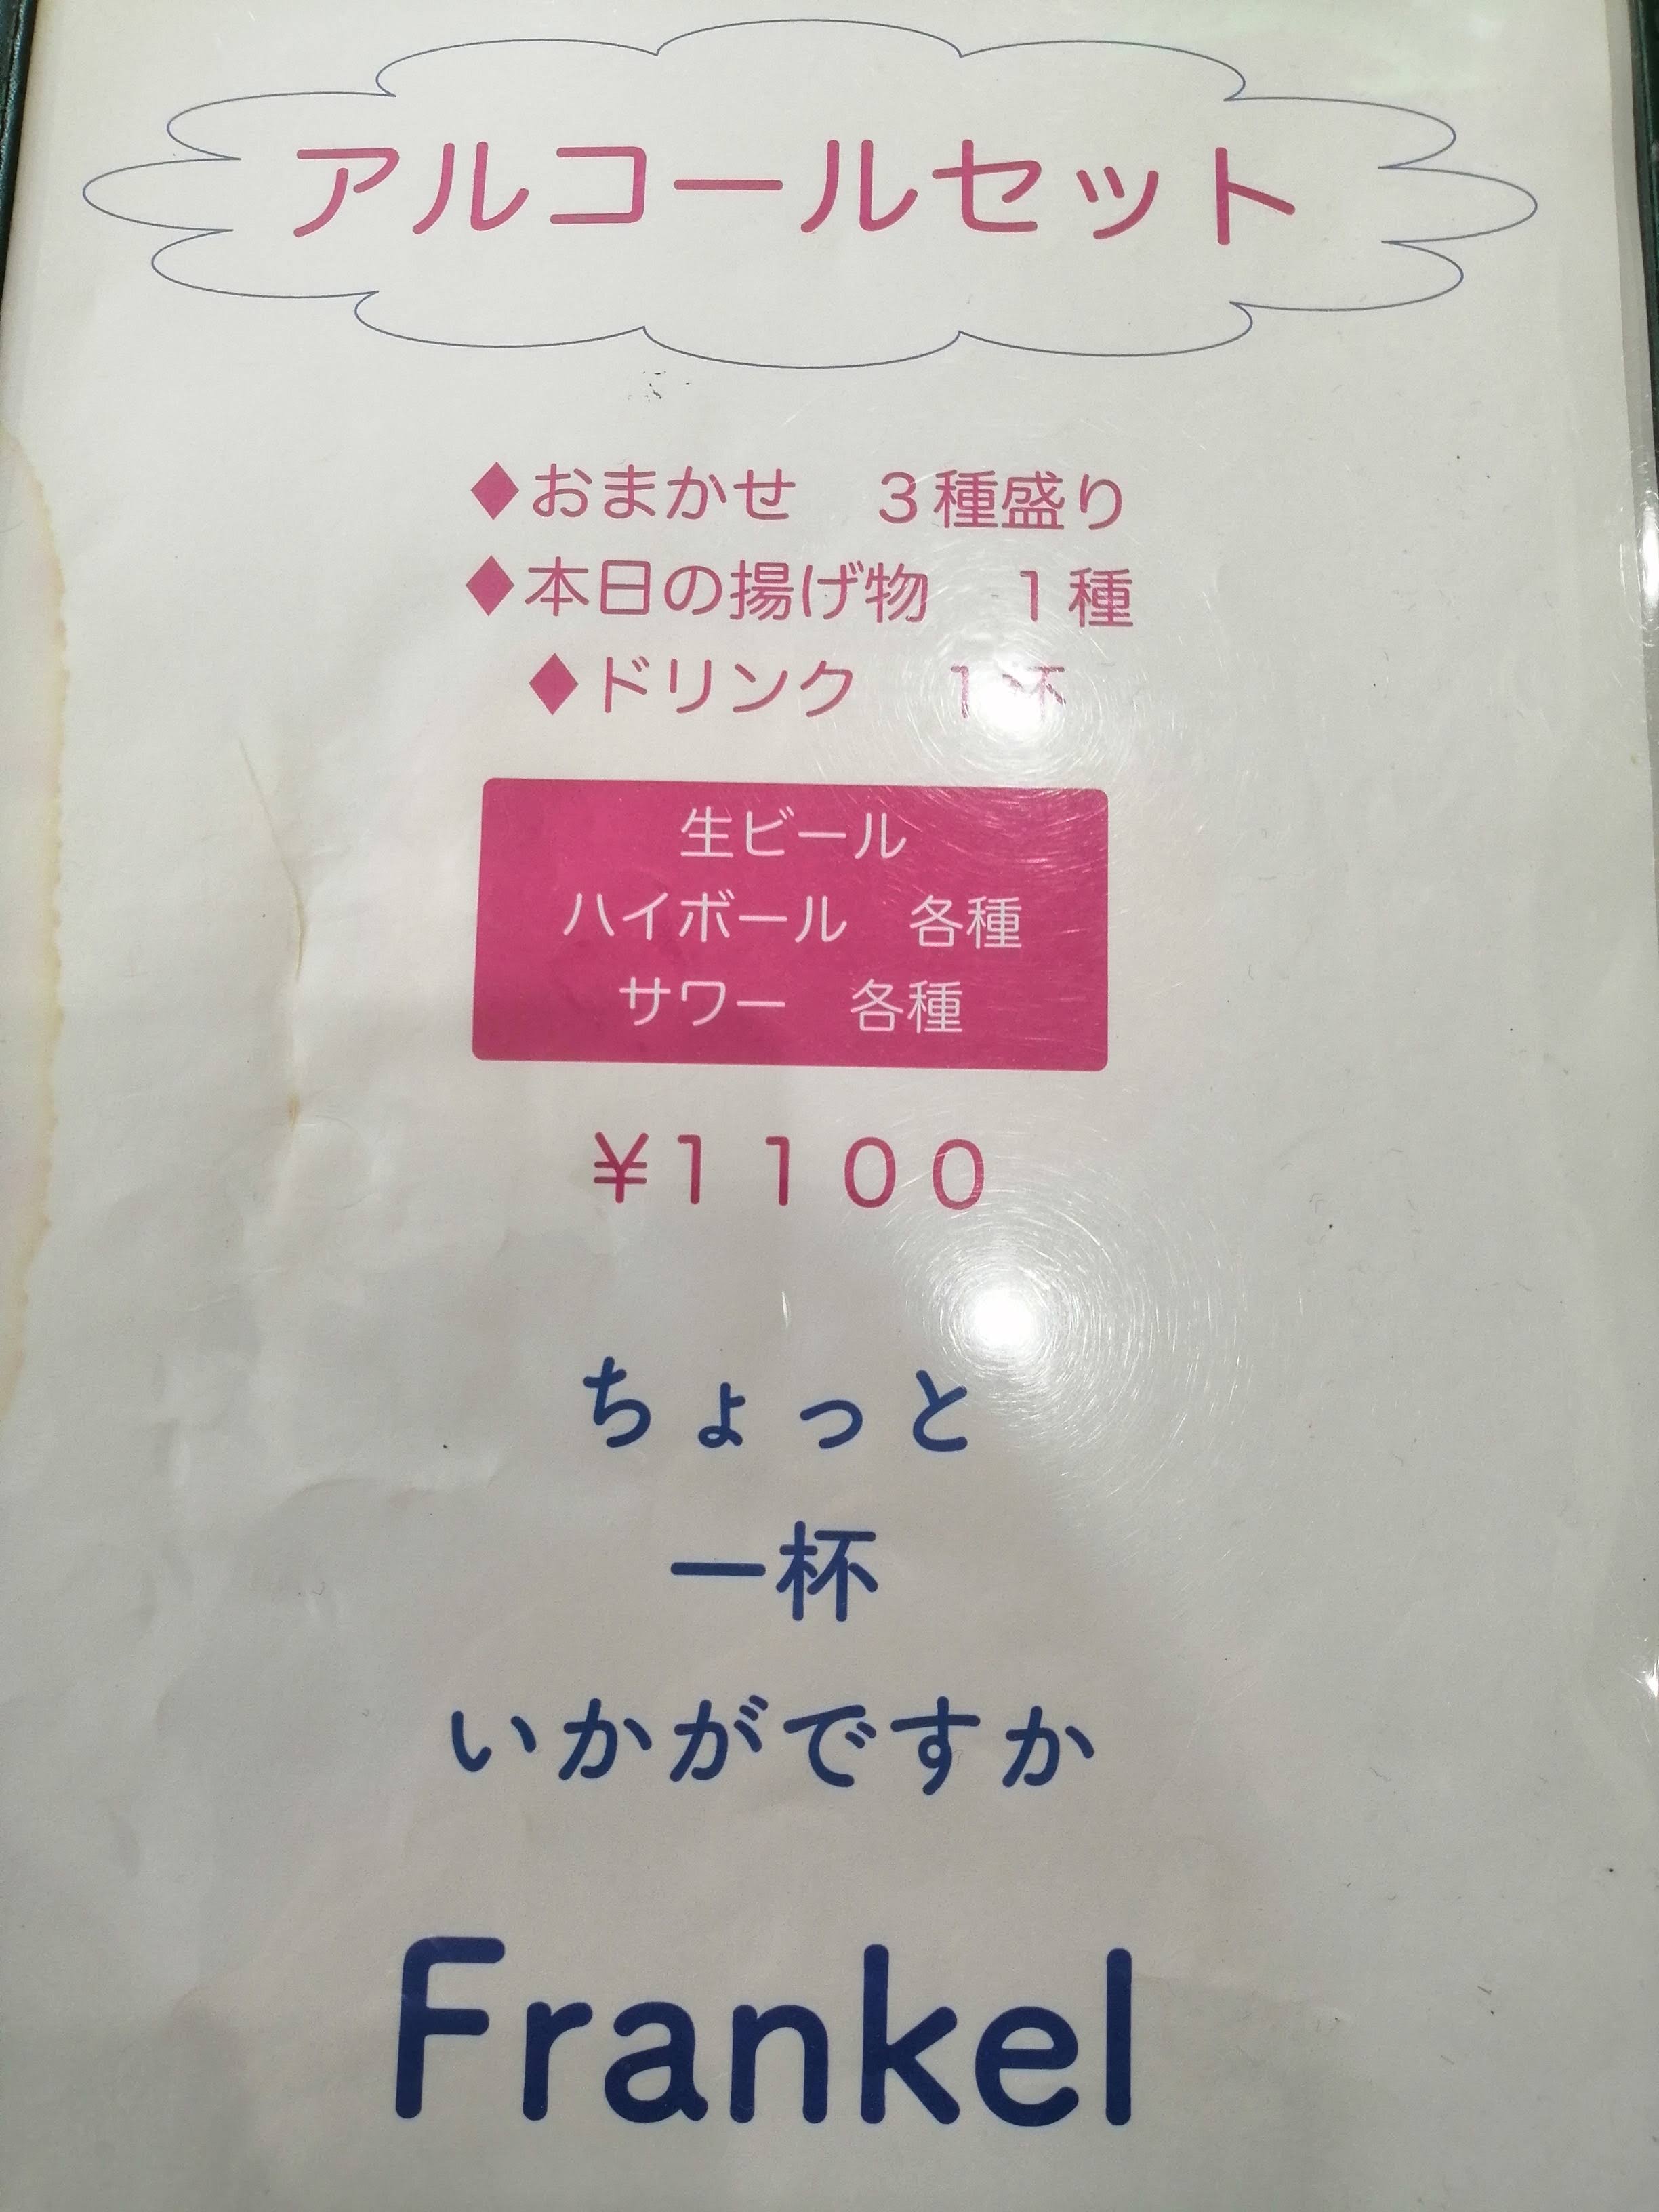 アルコールセット
◆おまかせ　３種盛り
◆本日の揚げ物　１種
◆ドリンク　１杯
生ビール
ハイボール　各種
サワー　各種
￥１１００
ちょっと
一杯
いかがですか
Frankel